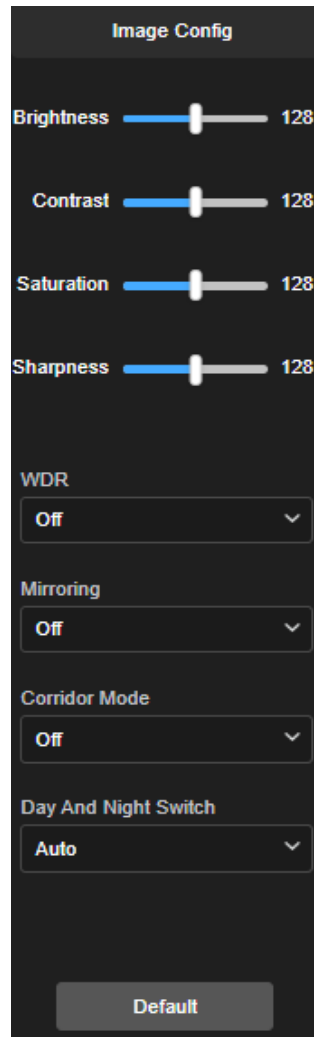 Image Config
Brightness 128
Contrast 128
Saturation 128
Sharpness 128
WDR
Off
Mirroring
Off
Corridor Mode
Off
Day And Night Switch
Auto
Default